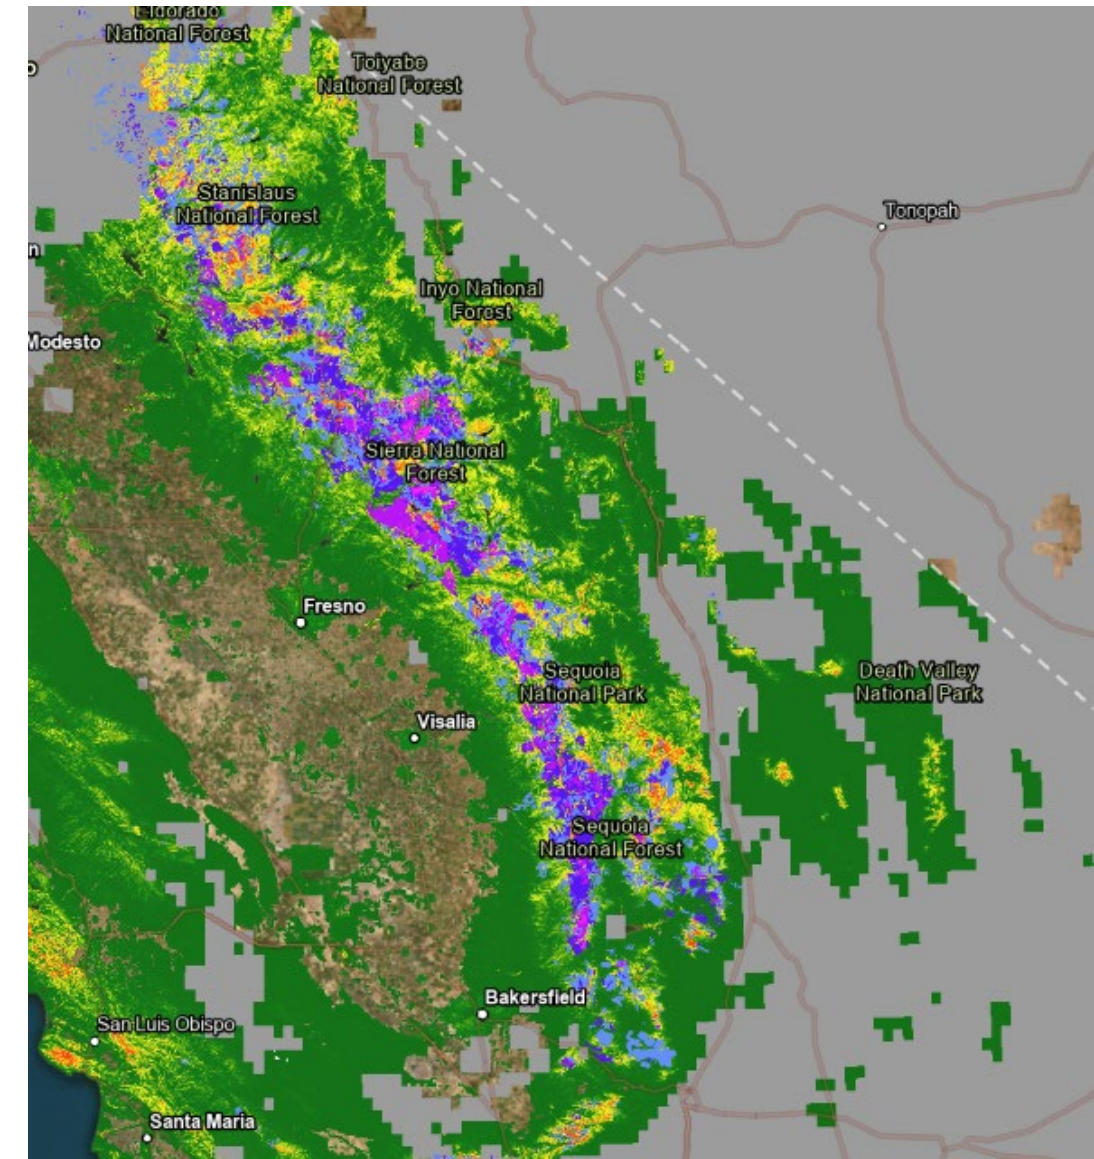 Eldorado
National Forest
Toiyabe
National Forest
o
Stanislaus
National Forest
Tonopah
n
Inyo National
Forest
Modesto
Sierra National
Forest
Fresno
Sequoia
National Park
Death Valley
National Park
Visalia
Sequoia
National Forest
Bakersfield
San Luis Obispo
Santa Maria